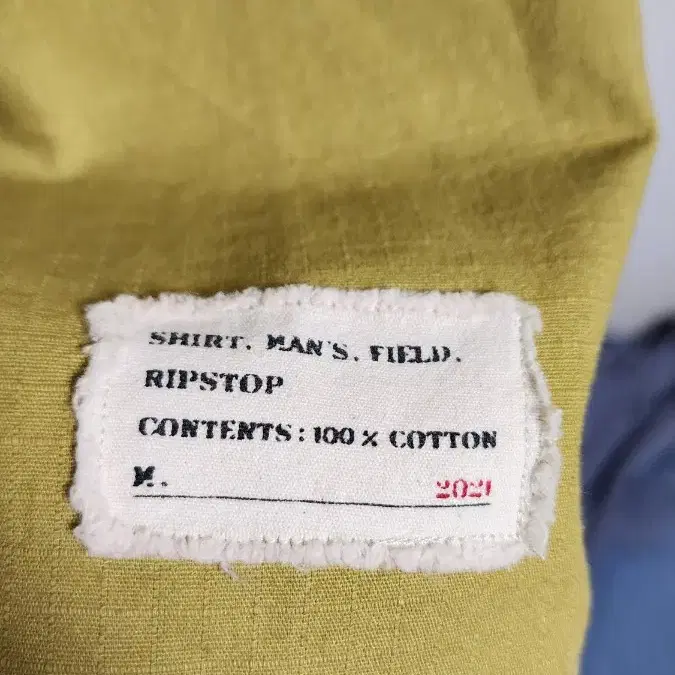 SHIRT. MAN'S. FIELD.
RIPSTOP
CONTENTS: 100 % COTTON
M. 2021